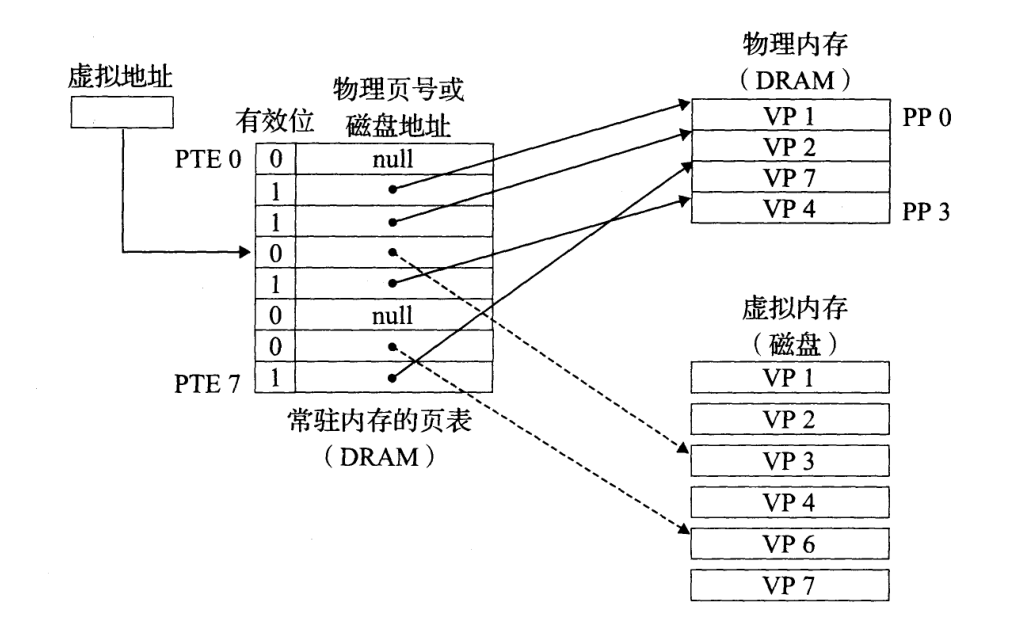 虚拟地址
有效位
物理页号或
磁盘地址
PTE 0 0 null
1
1
0
1
0 null
0
PTE 7 1
常驻内存的页表
(DRAM)
物理内存
(DRAM)
VP 1 PP 0
VP 2
VP 7
VP 4 PP 3
虚拟内存
(磁盘)
VP 1
VP 2
VP 3
VP 4
VP 6
VP 7